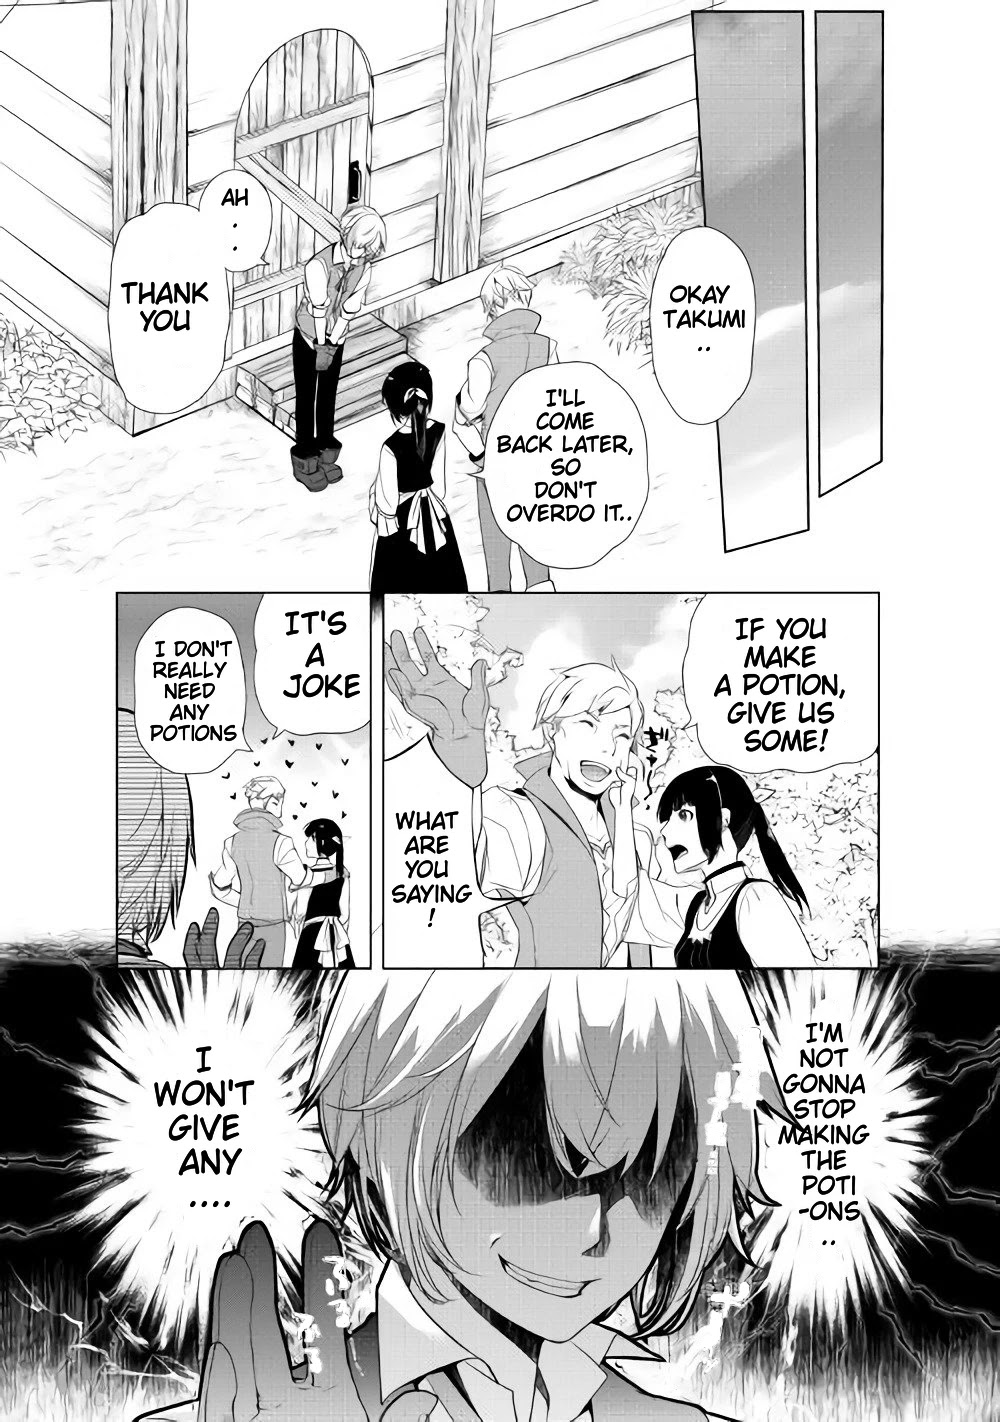 OKAY
TAKUMI
..
I'LL
COME
BACK LATER,
SO
DON'T
OVERDO IT..
AH
...
THANK
YOU
IF YOU
MAKE
A POTION,
GIVE US
SOME!
WHAT
ARE
YOU
SAYING
!
IT'S
A
JOKE
I DON'T
REALLY
NEED
ANY
POTIONS
I'M
NOT
GONNA
STOP
MAKING
THE
POTI
-ONS
..
I
WON'T
GIVE
ANY
....